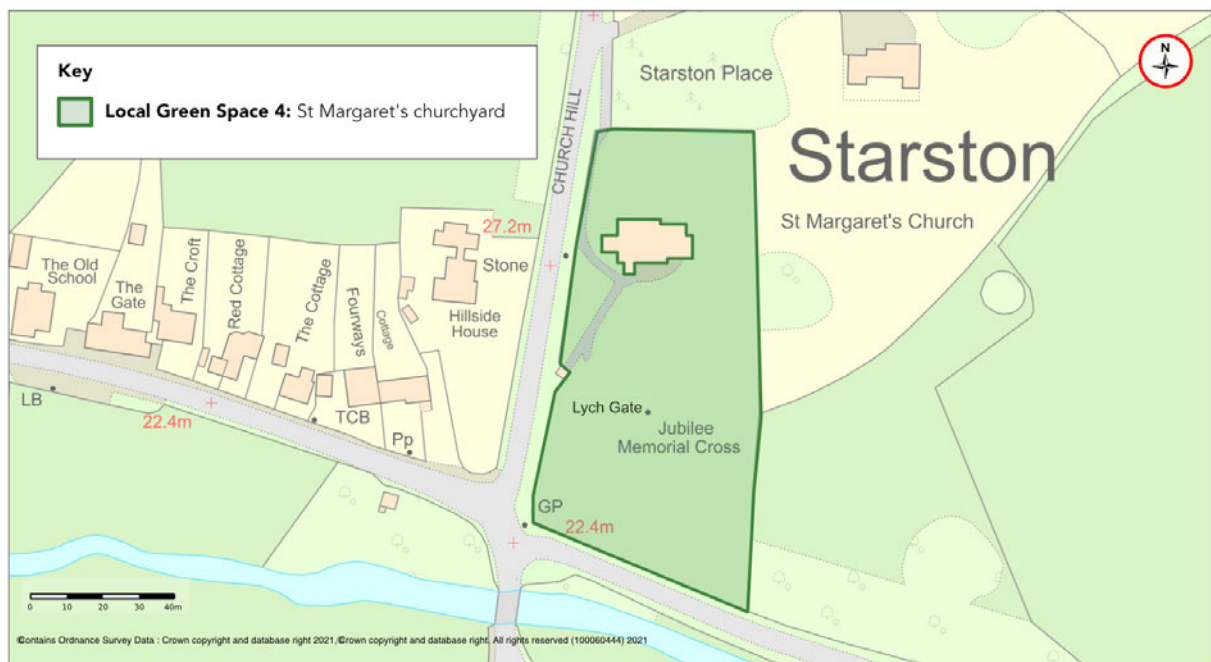 Key
Local Green Space 4: St Margaret's churchyard
N
Starston Place
CHURCH HILL
Starston
St Margaret's Church
27.2m
Stone
Hillside
House
The Old
School
The
Gate
The Croft
Red Cottage
The Cottage
Fourways
Cottage
LB
22.4m
TCB
Pp
Lych Gate
Jubilee
Memorial Cross
GP
22.4m
0 10 20 30 40m
©Contains Ordnance Survey Data : Crown copyright and database right 2021,©Crown copyright and database right. All rights reserved (100060444) 2021